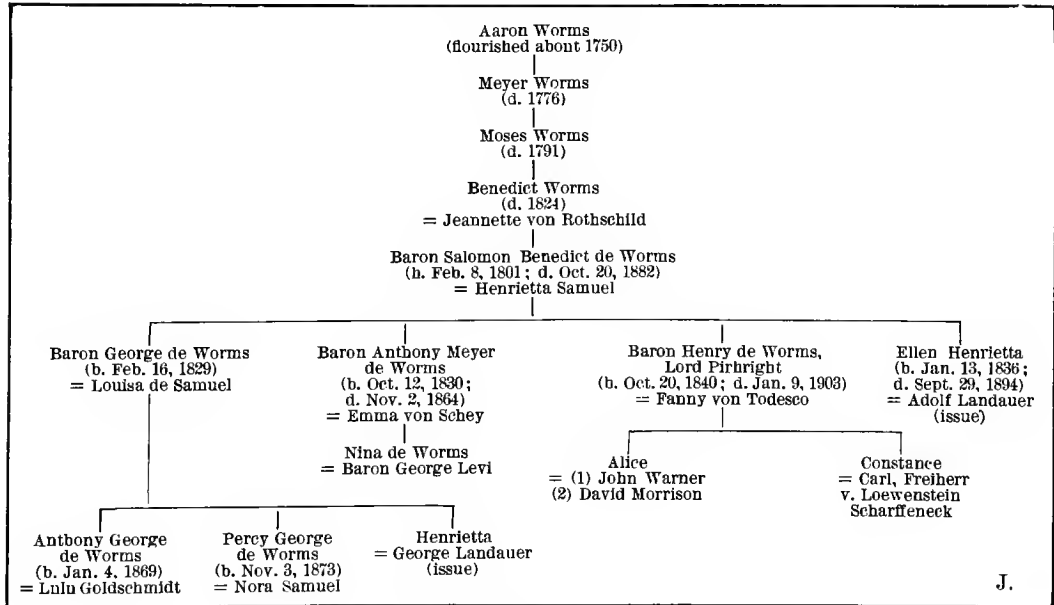 Aaron Worms
(flourished about 1750)
Meyer Worms
(d. 1776)
Moses Worms
(d. 1791)
Benedict Worms
(d. 1824)
= Jeannette von Rothschild
Baron Salomon Benedict de Worms
(b. Feb. 8, 1801; d. Oct. 20, 1882)
= Henrietta Samuel
Baron George de Worms
(b. Feb. 16, 1829)
= Louisa de Samuel
Baron Anthony Meyer
de Worms
(b. Oct. 12, 1830;
d. Nov. 2, 1864)
= Emma von Schey
Baron Henry de Worms,
Lord Pirbright
(b. Oct. 20, 1840; d. Jan. 9, 1903)
= Fanny von Todesco
Ellen Henrietta
(b. Jan. 13, 1836;
d. Sept. 29, 1894)
= Adolf Landauer
(issue)
Nina de Worms
= Baron George Levi
Alice
= (1) John Warner
(2) David Morrison
Constance
= Carl, Freiherr
v. Loewenstein
Scharffeneck
Anthony George
de Worms
(b. Jan. 4, 1869)
= Lulu Goldschmidt
Percy George
de Worms
(b. Nov. 3, 1873)
= Nora Samuel
Henrietta
= George Landauer
(issue)
J.